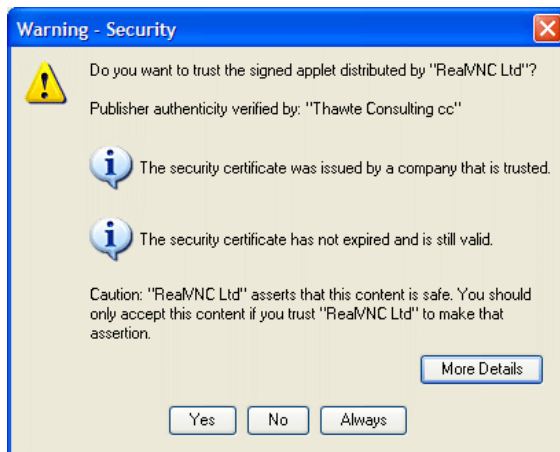 Warning - Security
Do you want to trust the signed applet distributed by "RealVNC Ltd"?
Publisher authenticity verified by: "Thawte Consulting cc"
The security certificate was issued by a company that is trusted.
The security certificate has not expired and is still valid.
Caution: "RealVNC Ltd" asserts that this content is safe. You should
only accept this content if you trust "RealVNC Ltd" to make that
assertion.
More Details
Yes No Always